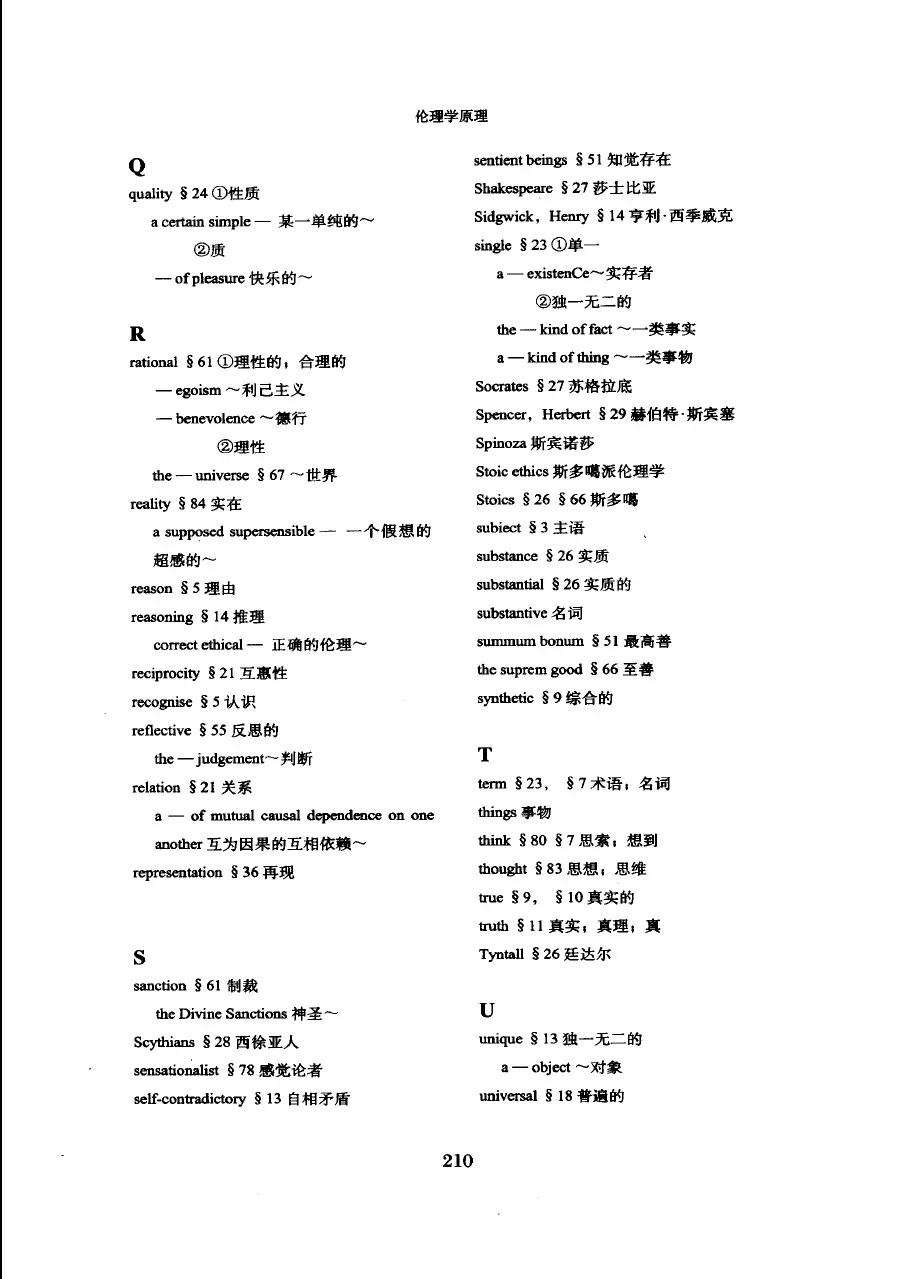 伦理学原理
Q
quality § 24 ①性质
a certain simple — 某一单纯的～
②质
— of pleasure 快乐的～
R
rational § 61 ①理性的；合理的
— egoism ～利己主义
— benevolence ～德行
②理性
the — universe § 67 ～世界
reality § 84 实在
a supposed supersensible — 一个假想的
超感的～
reason § 5 理由
reasoning § 14 推理
correct ethical — 正确的伦理～
reciprocity § 21 互惠性
recognise § 5 认识
reflective § 55 反思的
the — judgement～判断
relation § 21 关系
a — of mutual causal dependence on one
another 互为因果的互相依赖～
representation § 36 再现
S
sanction § 61 制裁
the Divine Sanctions 神圣～
Scythians § 28 西徐亚人
sensationalist § 78 感觉论者
self-contradictory § 13 自相矛盾
sentient beings § 51 知觉存在
Shakespeare § 27 莎士比亚
Sidgwick, Henry § 14 亨利·西季威克
single § 23 ①单一
a — existenCe～实存者
②独一无二的
the — kind of fact ～一类事实
a — kind of thing ～一类事物
Socrates § 27 苏格拉底
Spencer, Herbert § 29 赫伯特·斯宾塞
Spinoza 斯宾诺莎
Stoic ethics 斯多噶派伦理学
Stoics § 26 § 66 斯多噶
subiect § 3 主语
substance § 26 实质
substantial § 26 实质的
substantive 名词
summum bonum § 51 最高善
the suprem good § 66 至善
synthetic § 9 综合的
T
term § 23, § 7 术语；名词
things 事物
think § 80 § 7 思索；想到
thought § 83 思想；思维
true § 9, § 10 真实的
truth § 11 真实；真理；真
Tyntall § 26 廷达尔
U
unique § 13 独一无二的
a — object ～对象
universal § 18 普遍的
210